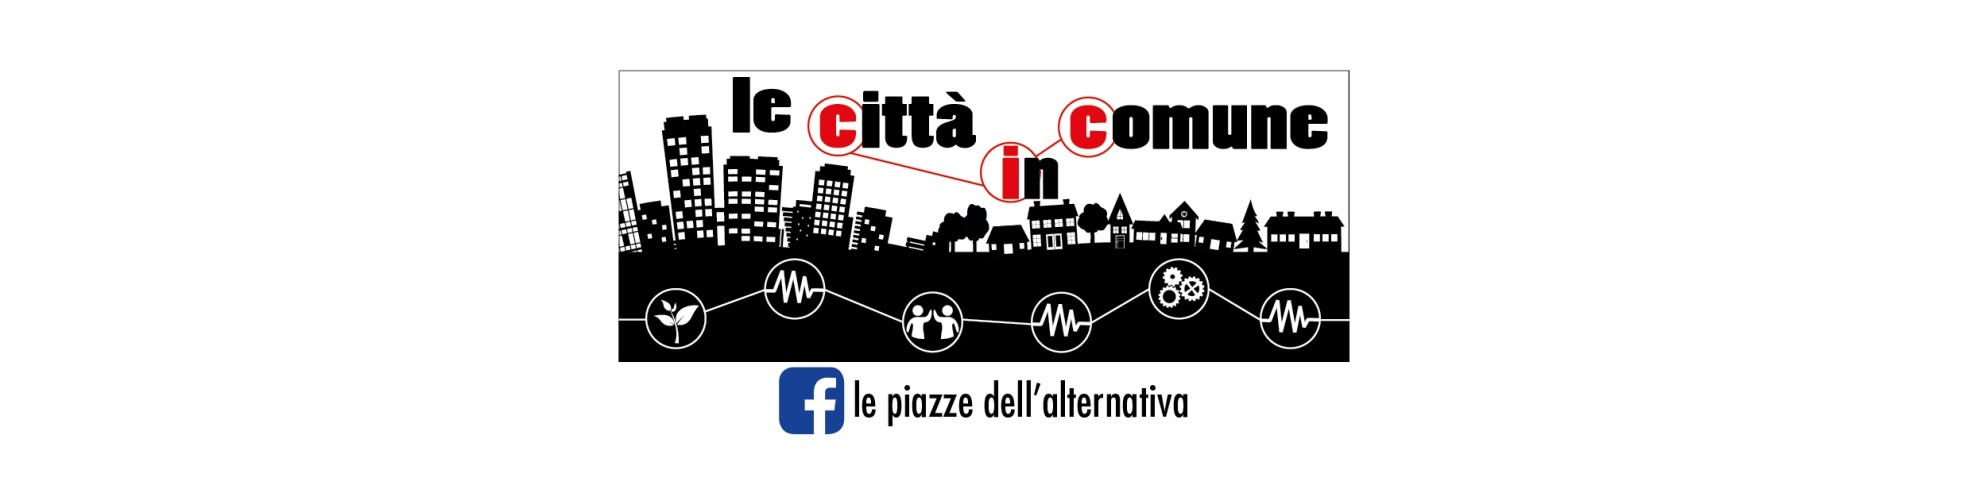 le città in comune
le piazze dell'alternativa